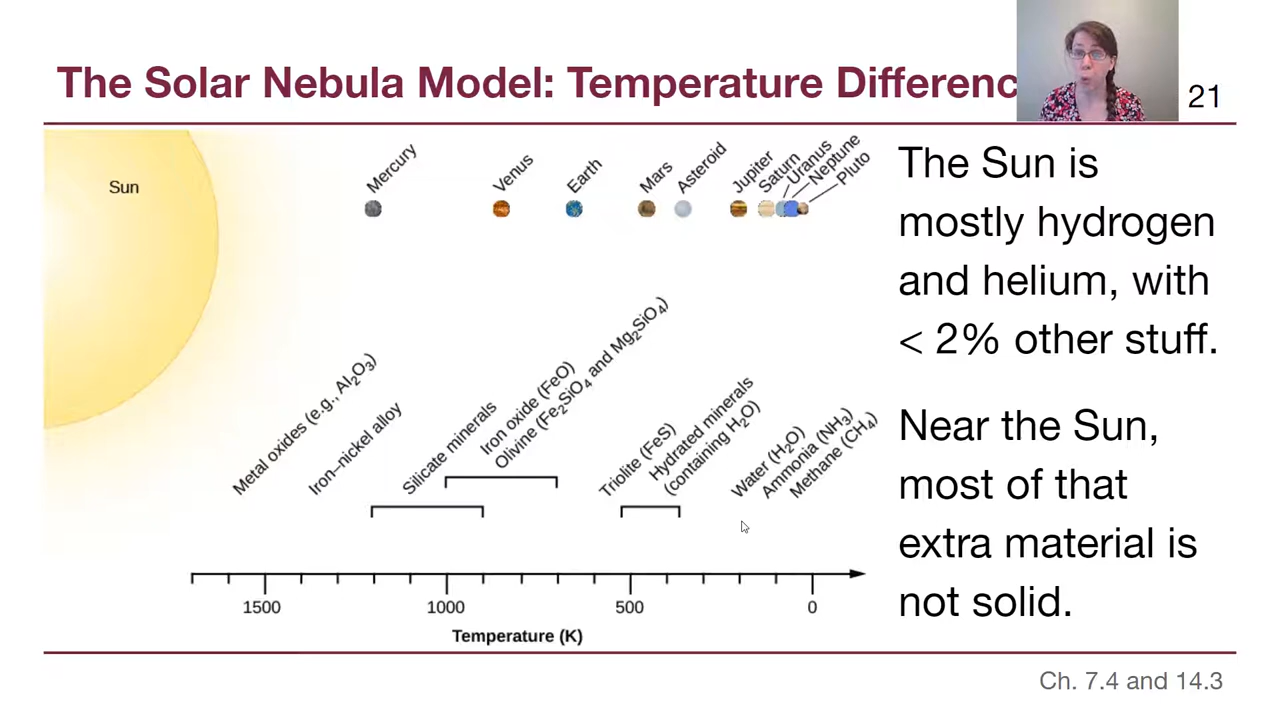 The Solar Nebula Model: Temperature Differenc
21
Sun
Mercury
Venus
Earth
Mars
Asteroid
Jupiter
Saturn
Uranus
Neptune
Pluto
The Sun is
mostly hydrogen
and helium, with
< 2% other stuff.
Near the Sun,
most of that
extra material is
not solid.
Metal oxides (e.g., Al₂O₃)
Iron–nickel alloy
Silicate minerals
Iron oxide (FeO)
Olivine (Fe₂SiO₄ and Mg₂SiO₄)
Triolite (FeS)
Hydrated minerals
(containing H₂O)
Water (H₂O)
Ammonia (NH₃)
Methane (CH₄)
1500
1000
500
0
Temperature (K)
Ch. 7.4 and 14.3